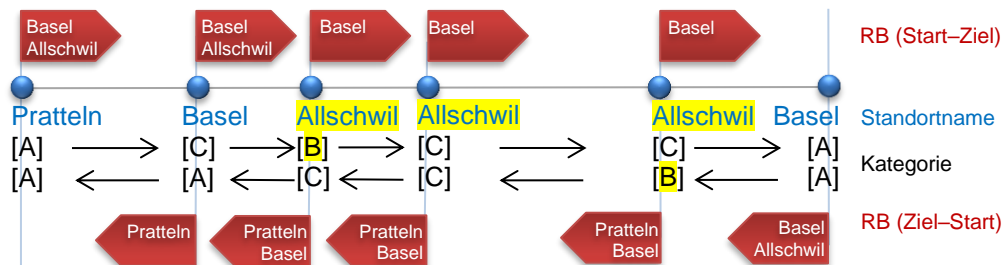 Basel
Allschwil
Basel
Allschwil
Basel
Basel
Basel
RB (Start–Ziel)
Pratteln Basel Allschwil Allschwil Allschwil Basel Standortname
[A] [C] [B] [C] [C] [A]
Kategorie
[A] [A] [C] [C] [B] [A]
Pratteln
Pratteln
Basel
Pratteln
Basel
Pratteln
Basel
Basel
Allschwil
RB (Ziel–Start)